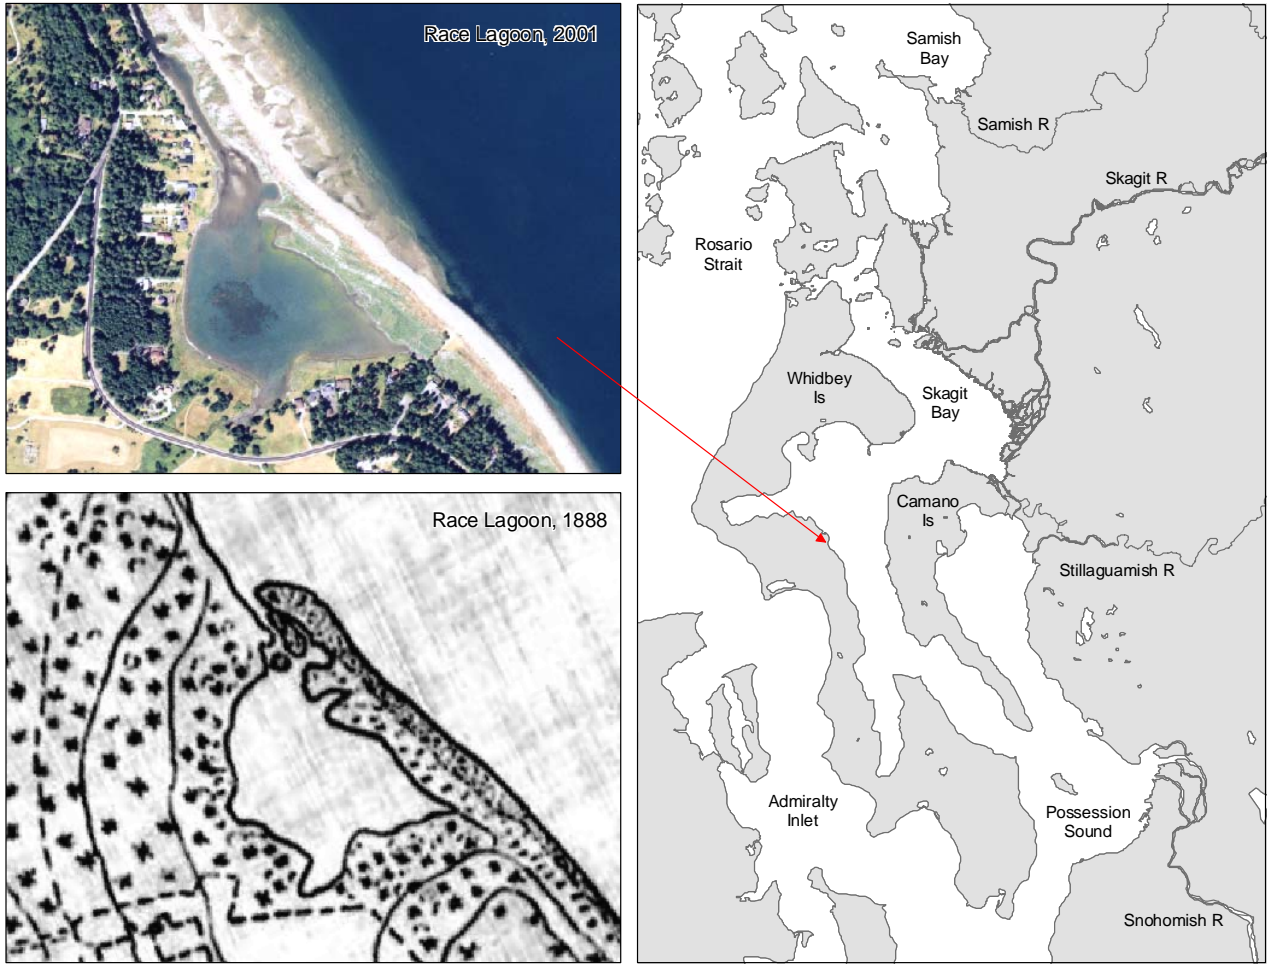 Race Lagoon, 2001
Race Lagoon, 1888
Samish
Bay
Samish R
Skagit R
Rosario
Strait
Whidbey
Is
Skagit
Bay
Camano
Is
Stillaguamish R
Admiralty
Inlet
Possession
Sound
Snohomish R